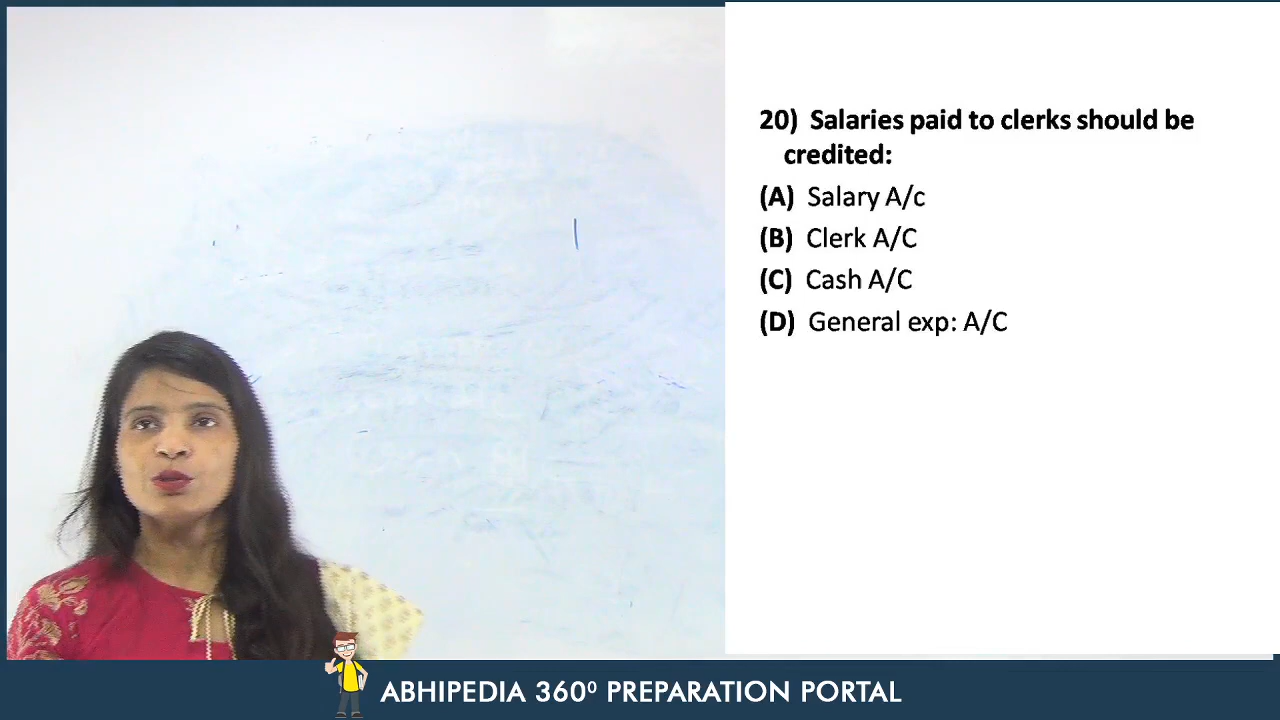 20) Salaries paid to clerks should be
credited:
(A) Salary A/c
(B) Clerk A/C
(C) Cash A/C
(D) General exp: A/C
ABHIPEDIA 360⁰ PREPARATION PORTAL